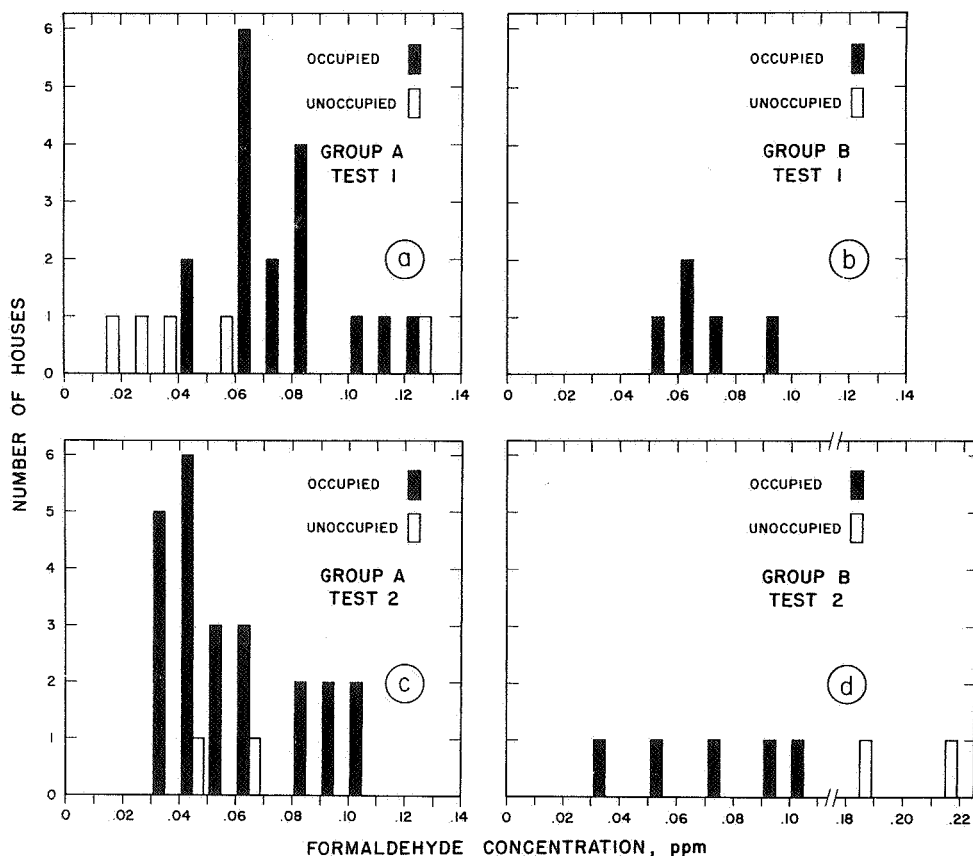 NUMBER OF HOUSES
6
5
4
3
2
1
0
OCCUPIED
UNOCCUPIED
GROUP A
TEST 1
a
0 .02 .04 .06 .08 .10 .12 .14
OCCUPIED
UNOCCUPIED
GROUP B
TEST 1
b
0 .02 .04 .06 .08 .10 .12 .14
6
5
4
3
2
1
0
OCCUPIED
UNOCCUPIED
GROUP A
TEST 2
c
0 .02 .04 .06 .08 .10 .12 .14
OCCUPIED
UNOCCUPIED
GROUP B
TEST 2
d
0 .02 .04 .06 .08 .10 .18 .20 .22
FORMALDEHYDE CONCENTRATION, ppm